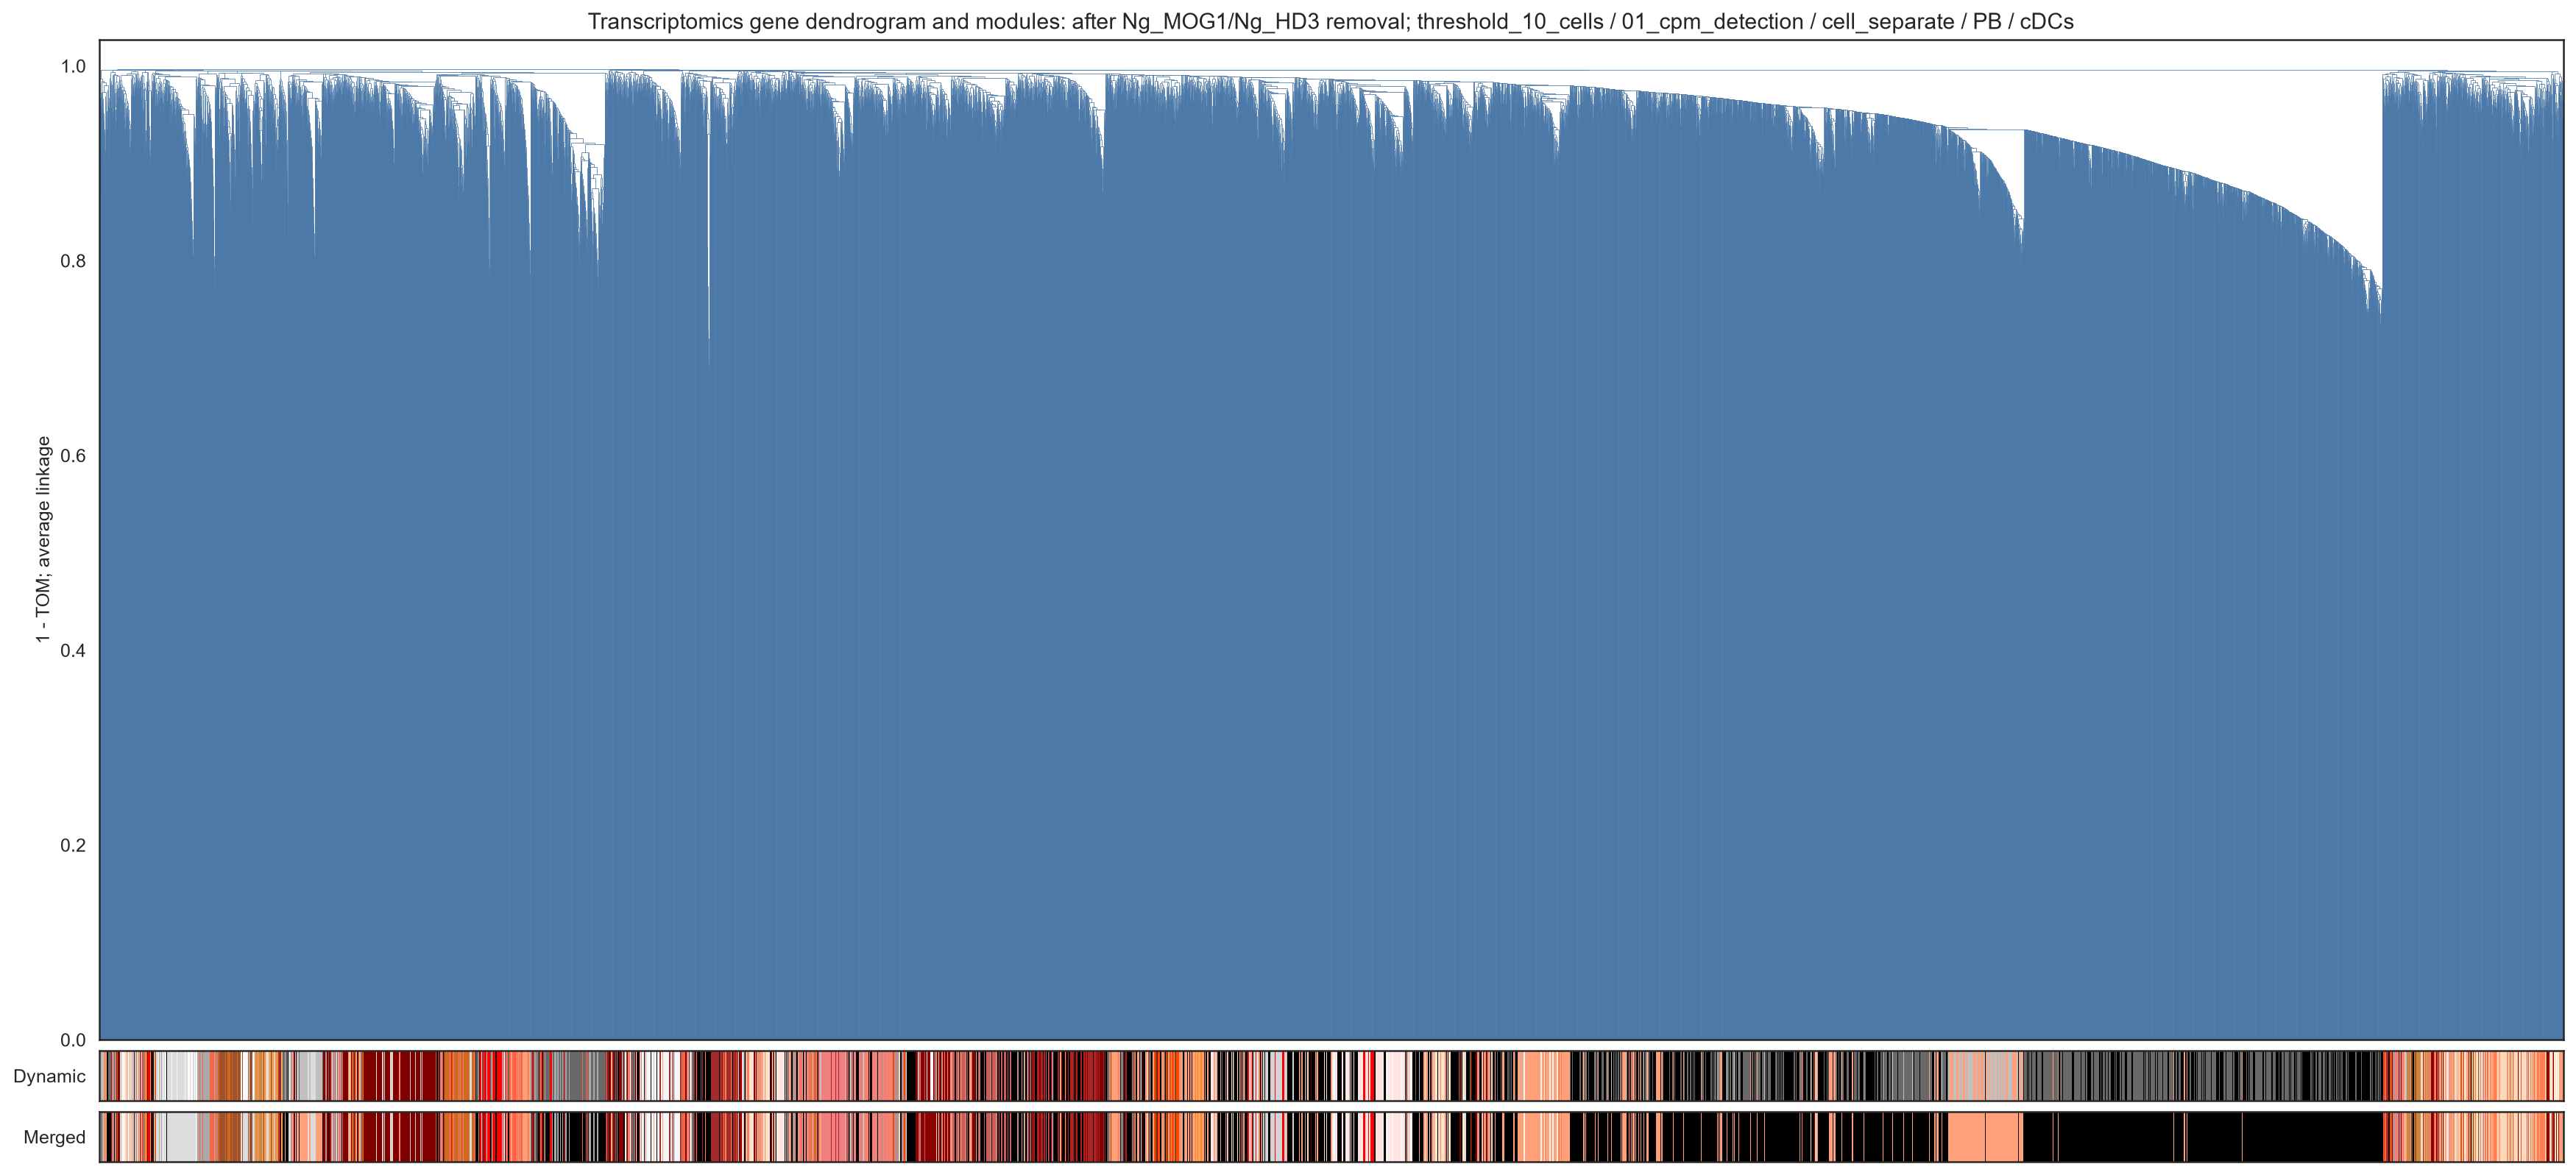 Transcriptomics gene dendrogram and modules: after Ng_MOG1/Ng_HD3 removal; threshold_10_cells / 01_cpm_detection / cell_separate / PB / cDCs
1.0
0.8
0.6
0.4
0.2
0.0
1 - TOM; average linkage
Dynamic
Merged